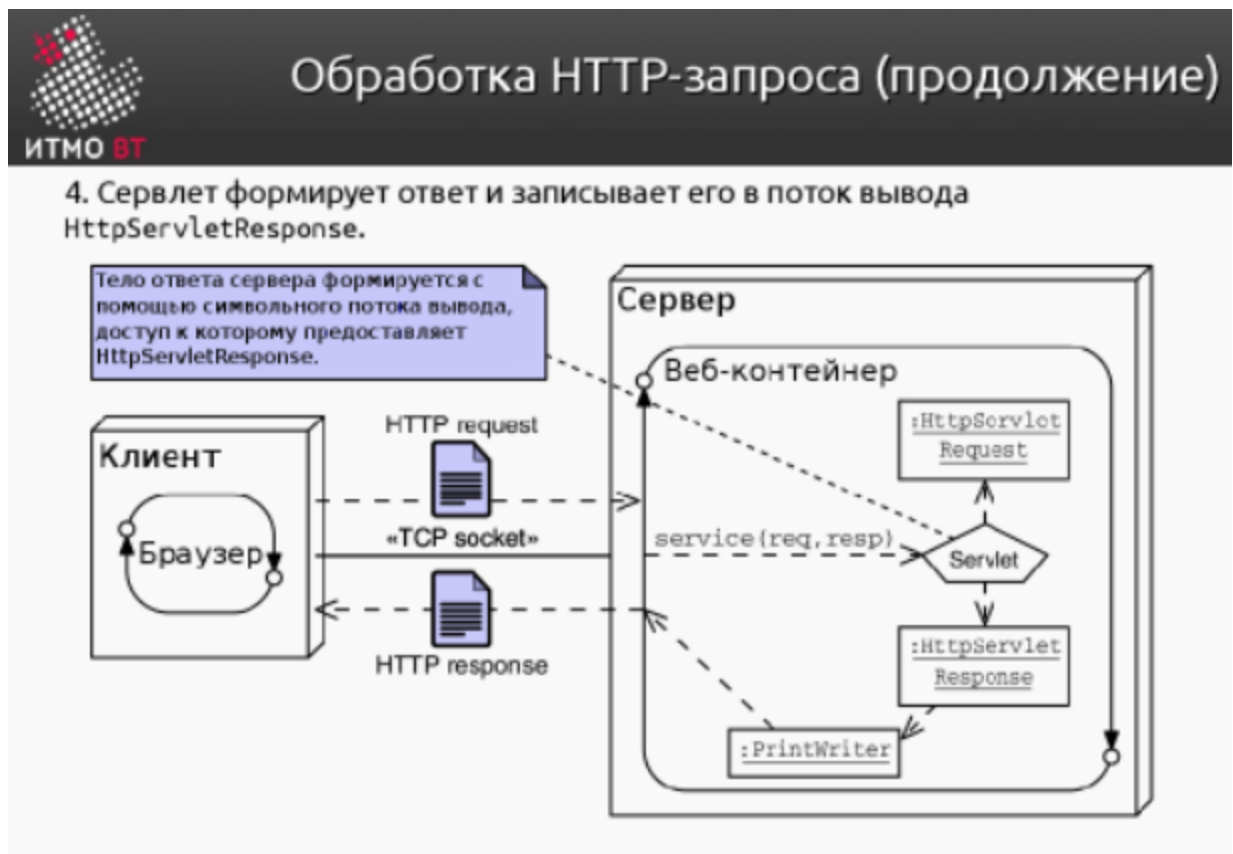 Обработка HTTP-запроса (продолжение)
ИТМО ВТ
4. Сервлет формирует ответ и записывает его в поток вывода
HttpServletResponse.
Тело ответа сервера формируется с
помощью символьного потока вывода,
доступ к которому предоставляет
HttpServletResponse.
Сервер
Веб-контейнер
:HttpServlet
Request
HTTP request
Клиент
Браузер
«TCP socket»
service(req,resp)
Servlet
HTTP response
:HttpServlet
Response
:PrintWriter